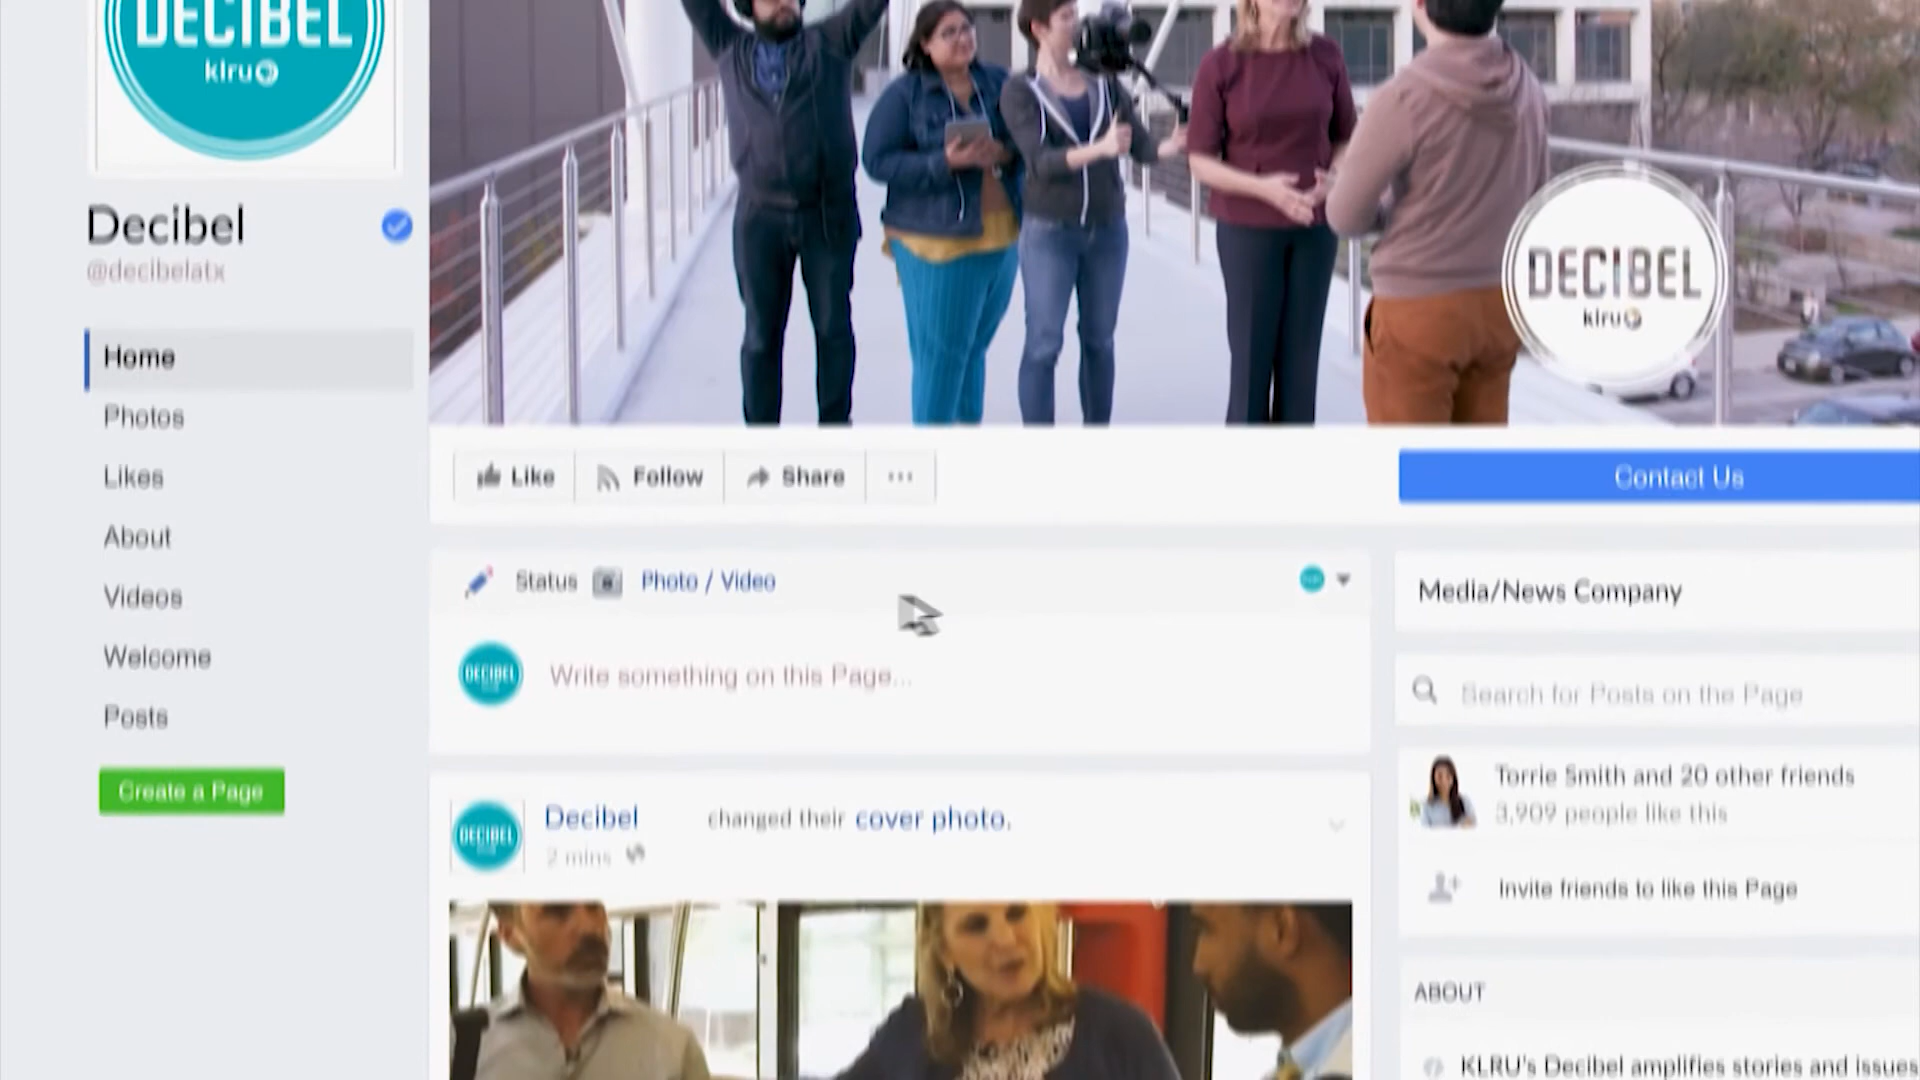 DECIBEL
klru
Decibel
@decibelatx
Home
Photos
Likes
About
Videos
Welcome
Posts
Create a Page
DECIBEL
klru
Like Follow Share ...
Contact Us
Status Photo / Video
DECIBEL
Write something on this Page...
DECIBEL
Decibel changed their cover photo.
2 mins
Media/News Company
Search for Posts on the Page
Torrie Smith and 20 other friends
3,909 people like this
Invite friends to like this Page
ABOUT
KLRU's Decibel amplifies stories and issues